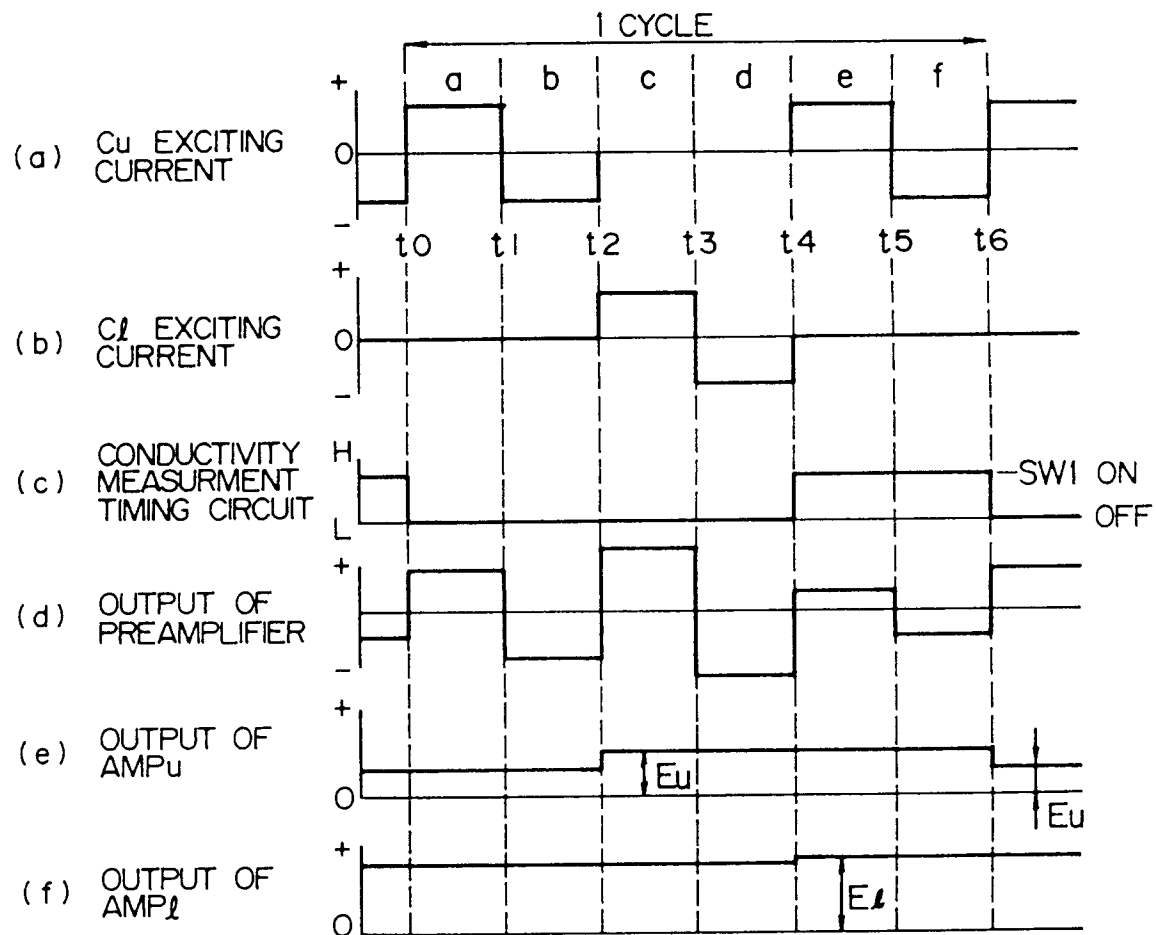 1 CYCLE
a b c d e f
+
(a) Cu EXCITING
CURRENT
0
−
t0 t1 t2 t3 t4 t5 t6
+
(b) Cℓ EXCITING
CURRENT
0
−
(c) CONDUCTIVITY
MEASURMENT
TIMING CIRCUIT
H
L
SW1 ON
OFF
+
(d) OUTPUT OF
PREAMPLIFIER
−
+
(e) OUTPUT OF
AMPu
0
Eu
Eu
+
(f) OUTPUT OF
AMPℓ
0
Eℓ